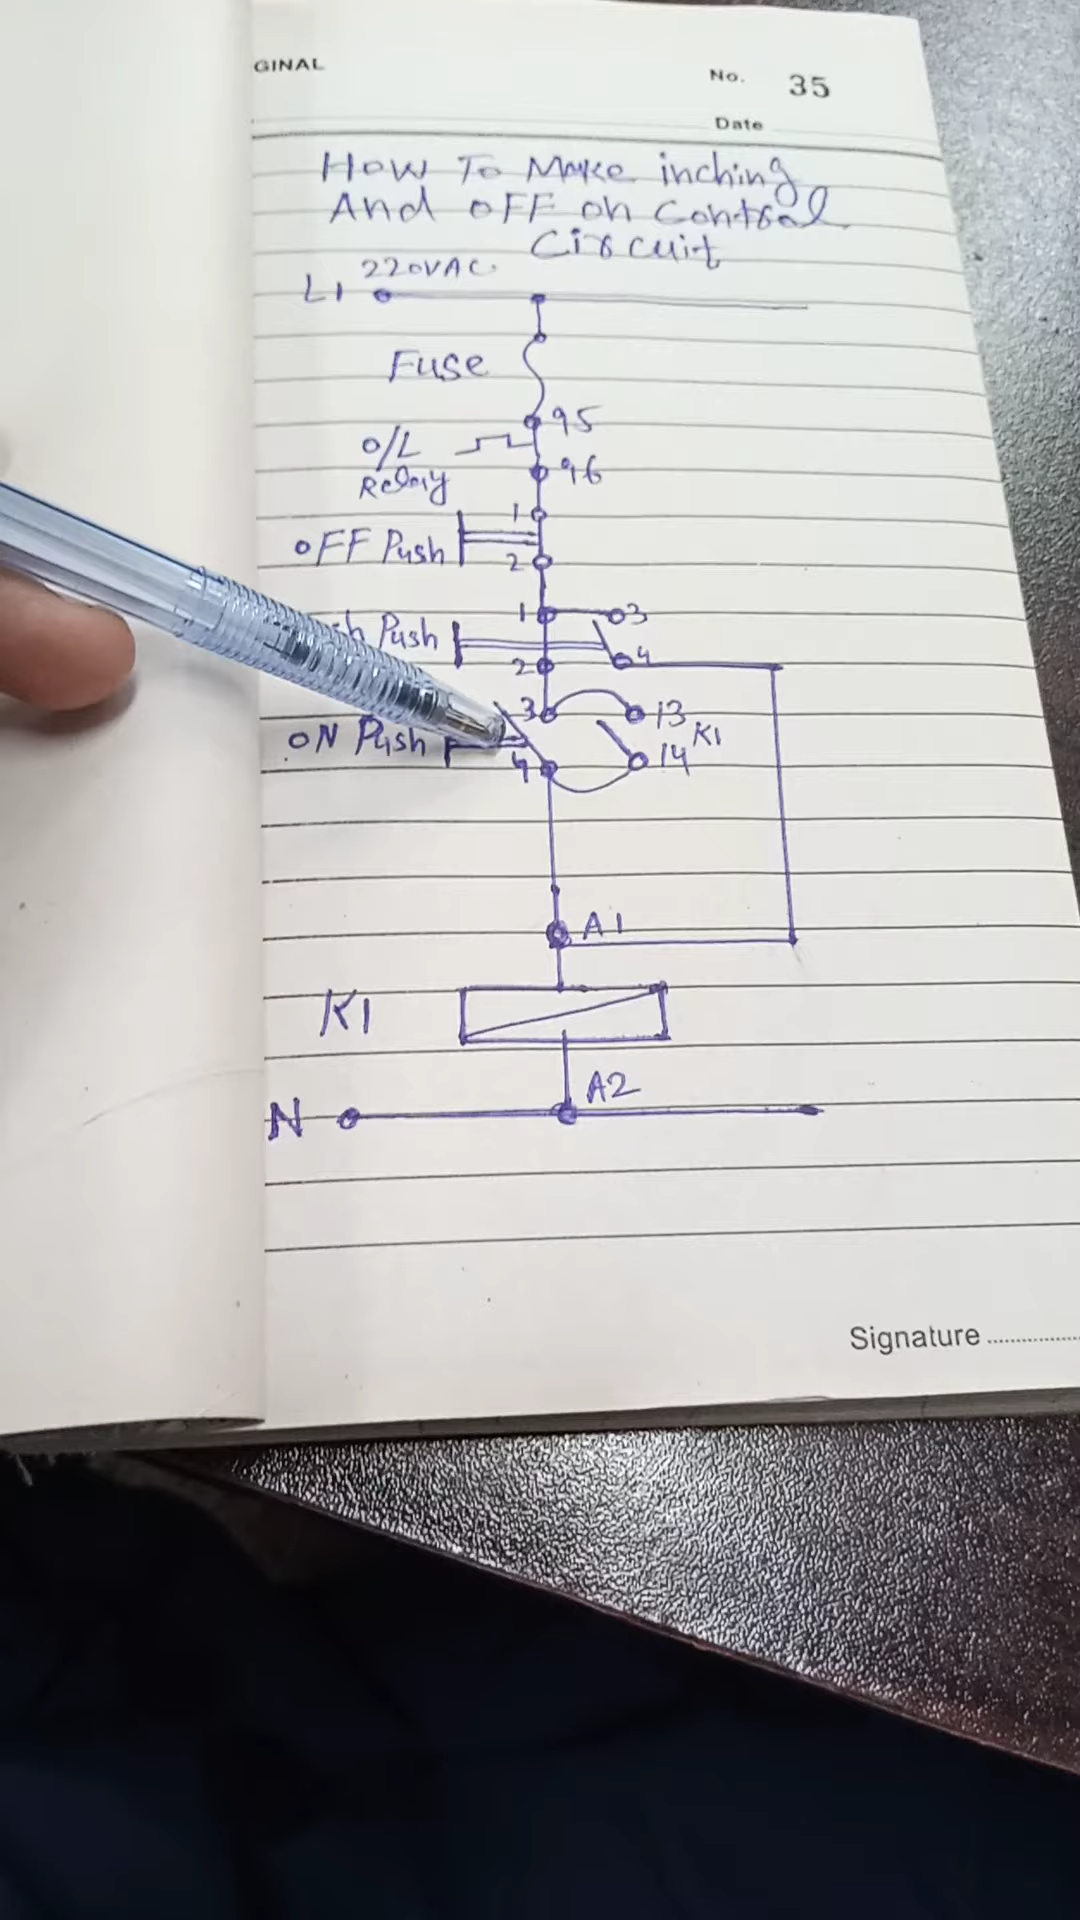 GINAL
No. 35
Date
How To Make inching
And OFF on Control
Circuit
220VAC
L1
Fuse
95
O/L
Relay
96
1
OFF Push
2
1 3
Push
2 4
3 13
ON Push 14 K1
4
A1
K1
A2
N
Signature